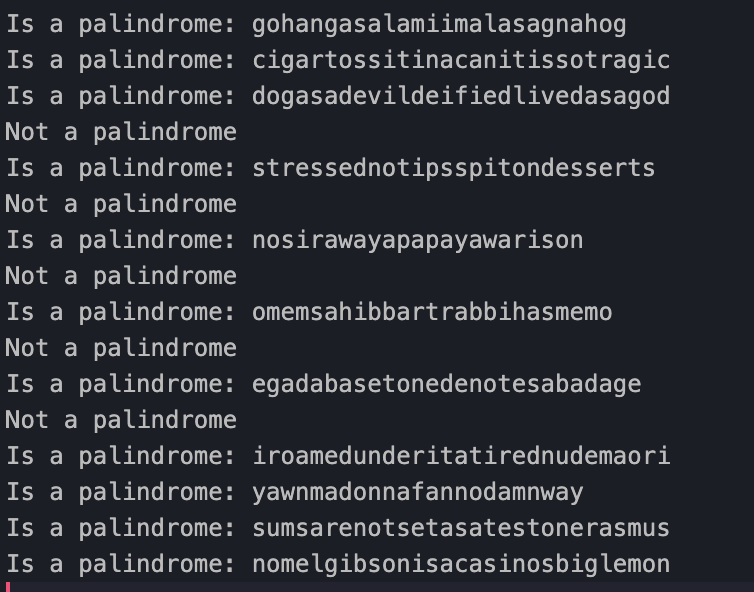 Is a palindrome: gohangasalamiimalasagnahog
Is a palindrome: cigartossitinacanitissotragic
Is a palindrome: dogasadevildeifiedlivedasagod
Not a palindrome
Is a palindrome: stressednotipsspitondesserts
Not a palindrome
Is a palindrome: nosirawayapapayawarison
Not a palindrome
Is a palindrome: omemsahibbartrabbihasmemo
Not a palindrome
Is a palindrome: egadabasetonedenotesabadage
Not a palindrome
Is a palindrome: iroamedunderitatirednudemaori
Is a palindrome: yawnmadonnafannodamnway
Is a palindrome: sumsarenotsetasatestonerasmus
Is a palindrome: nomelgibsonisacasinosbiglemon